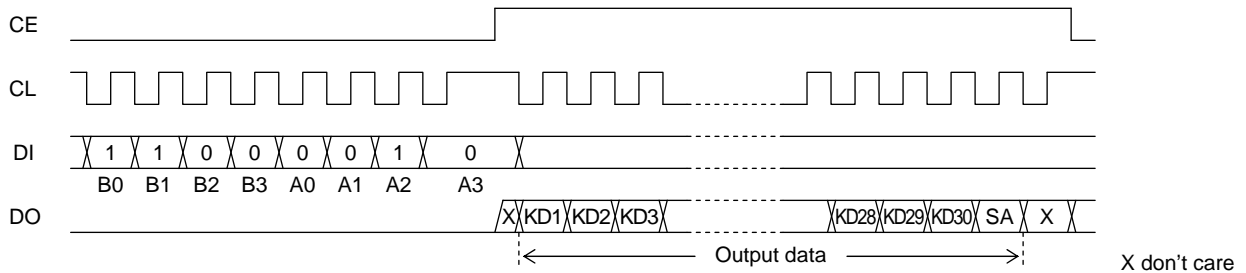 CE
CL
DI 1 1 0 0 0 0 1 0
B0 B1 B2 B3 A0 A1 A2 A3
DO X KD1 KD2 KD3 KD28 KD29 KD30 SA X
Output data
X don't care